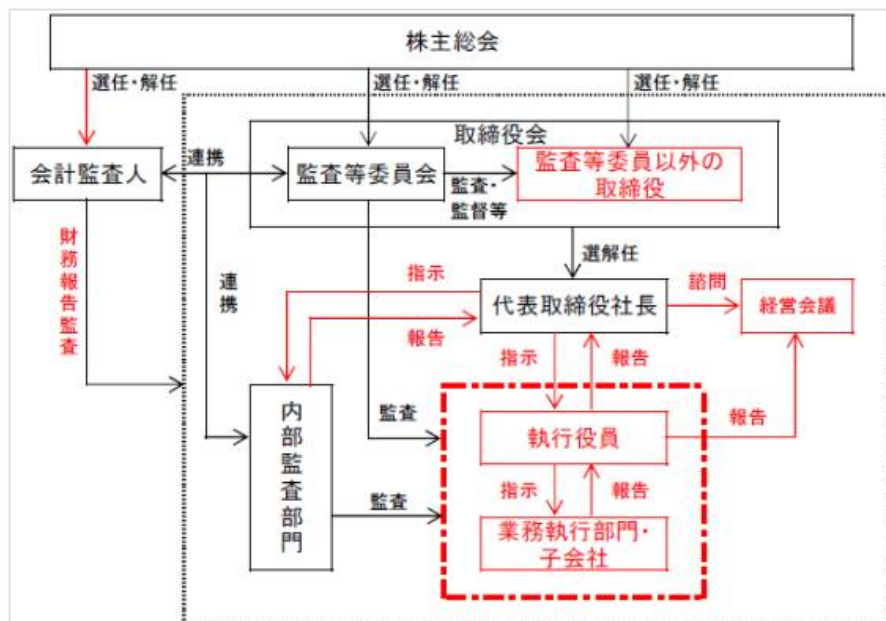 株主総会
選任・解任
選任・解任
選任・解任
取締役会
会計監査人
連携
監査等委員会
監査・
監督等
監査等委員以外の
取締役
選解任
財務報告監査
連携
指示
報告
代表取締役社長
諮問
経営会議
指示
報告
内部監査部門
監査
執行役員
報告
指示
報告
監査
業務執行部門・
子会社